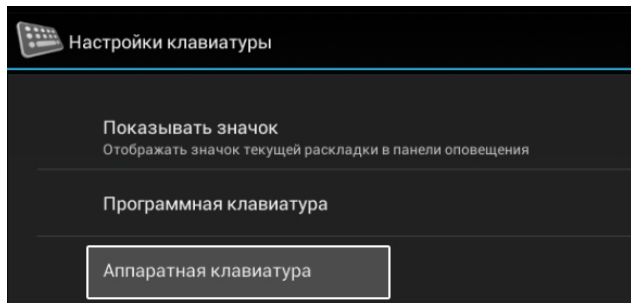 Настройки клавиатуры
Показывать значок
Отображать значок текущей раскладки в панели оповещения
Программная клавиатура
Аппаратная клавиатура